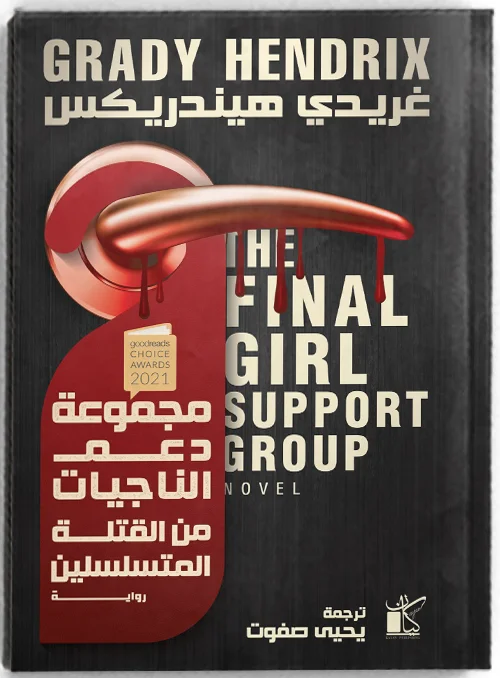 GRADY HENDRIX
غريدي هيندريكس
THE
FINAL
GIRL
SUPPORT
GROUP
NOVEL
goodreads
CHOICE
AWARDS
2021
مجموعة
دعم
الناجيات
من القتلة
المتسلسلين
رواية
ترجمة
يحيى صفوت
كيان